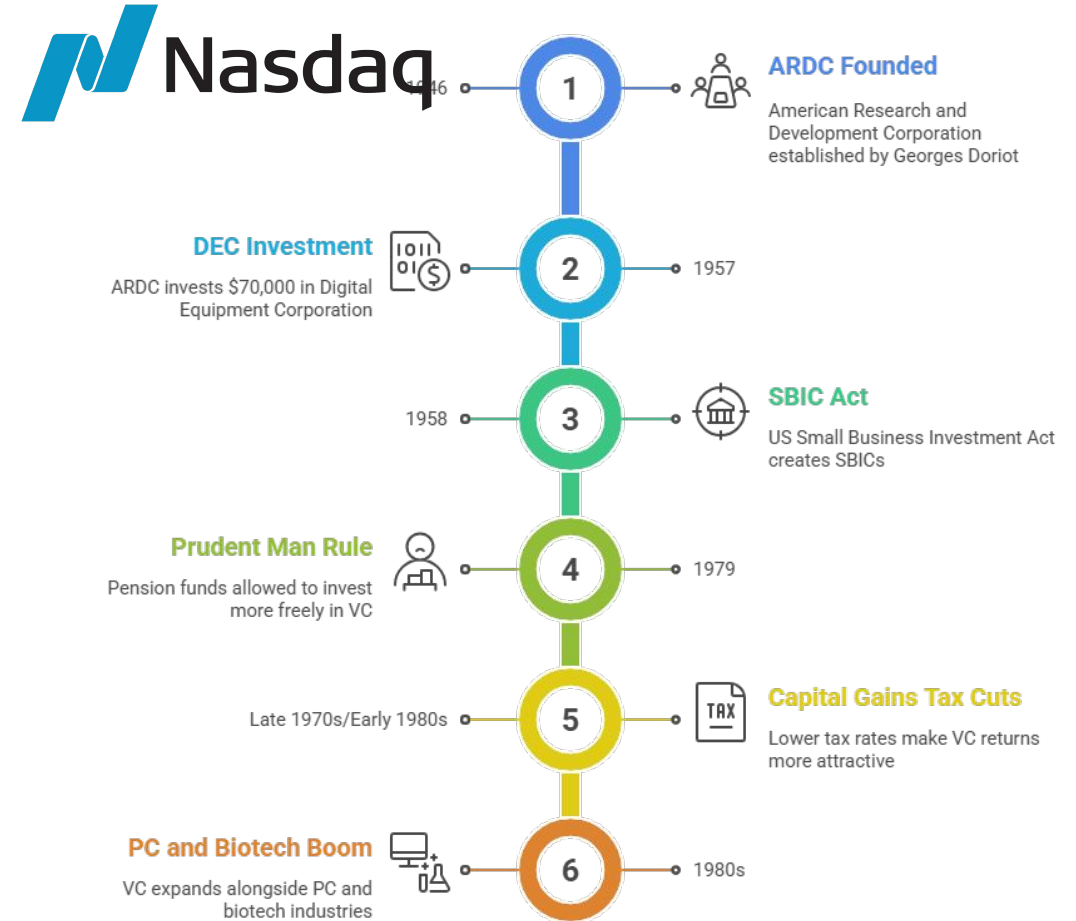 Nasdaq
1946
1
ARDC Founded
American Research and
Development Corporation
established by Georges Doriot
DEC Investment
1011
01
$
ARDC invests $70,000 in Digital
Equipment Corporation
2
1957
1958
3
SBIC Act
US Small Business Investment Act
creates SBICs
Prudent Man Rule
Pension funds allowed to invest
more freely in VC
4
1979
Late 1970s/Early 1980s
5
TAX
Capital Gains Tax Cuts
Lower tax rates make VC returns
more attractive
PC and Biotech Boom
VC expands alongside PC and
biotech industries
6
1980s